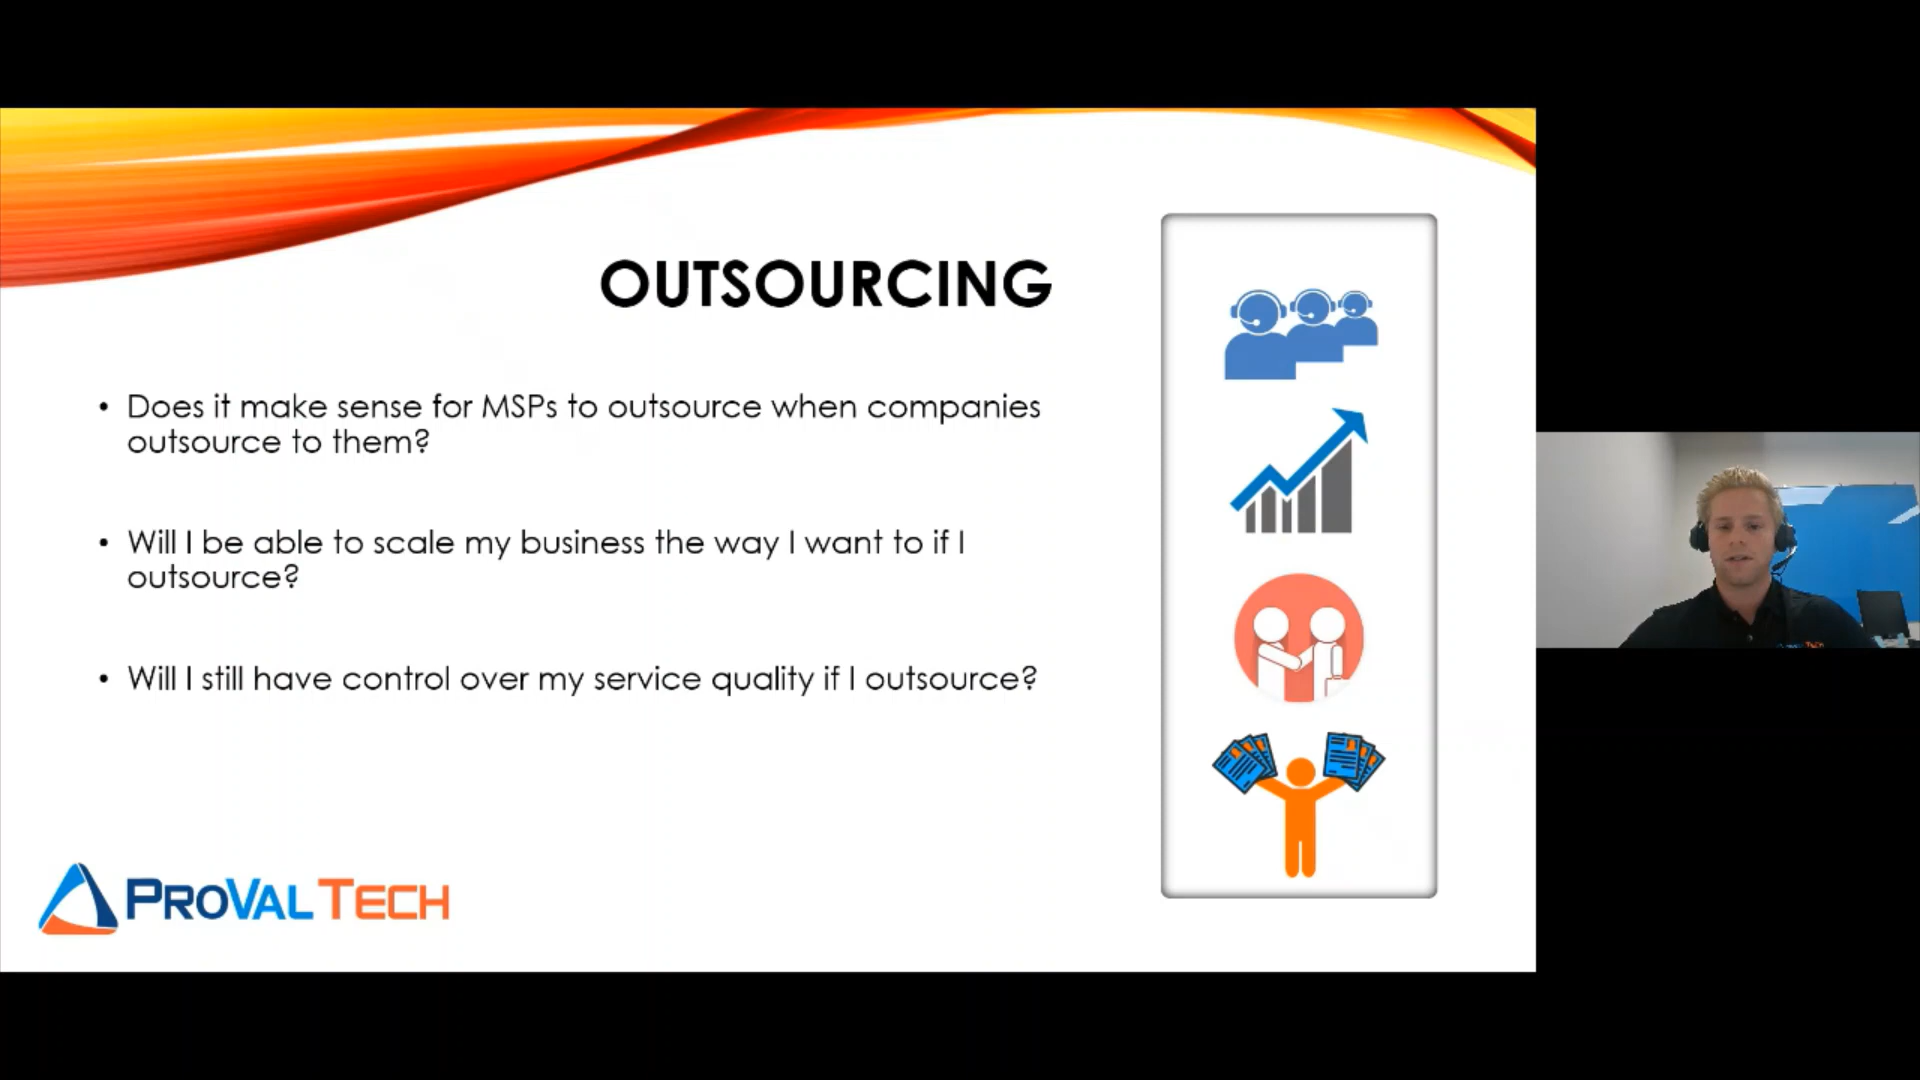 OUTSOURCING
• Does it make sense for MSPs to outsource when companies
outsource to them?
• Will I be able to scale my business the way I want to if I
outsource?
• Will I still have control over my service quality if I outsource?
PROVAL TECH